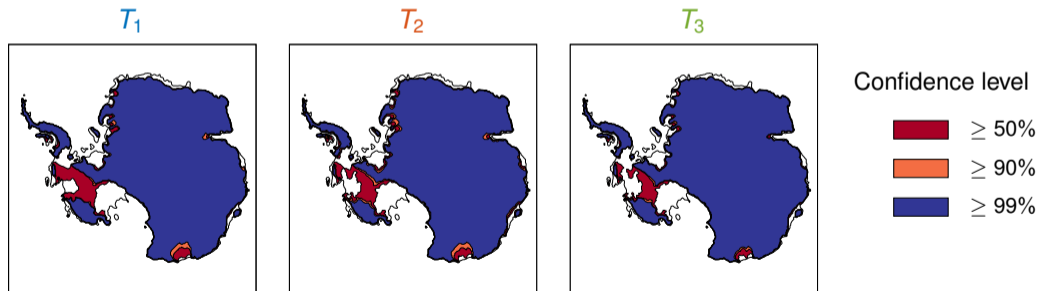 T₁
T₂
T₃
Confidence level
≥ 50%
≥ 90%
≥ 99%